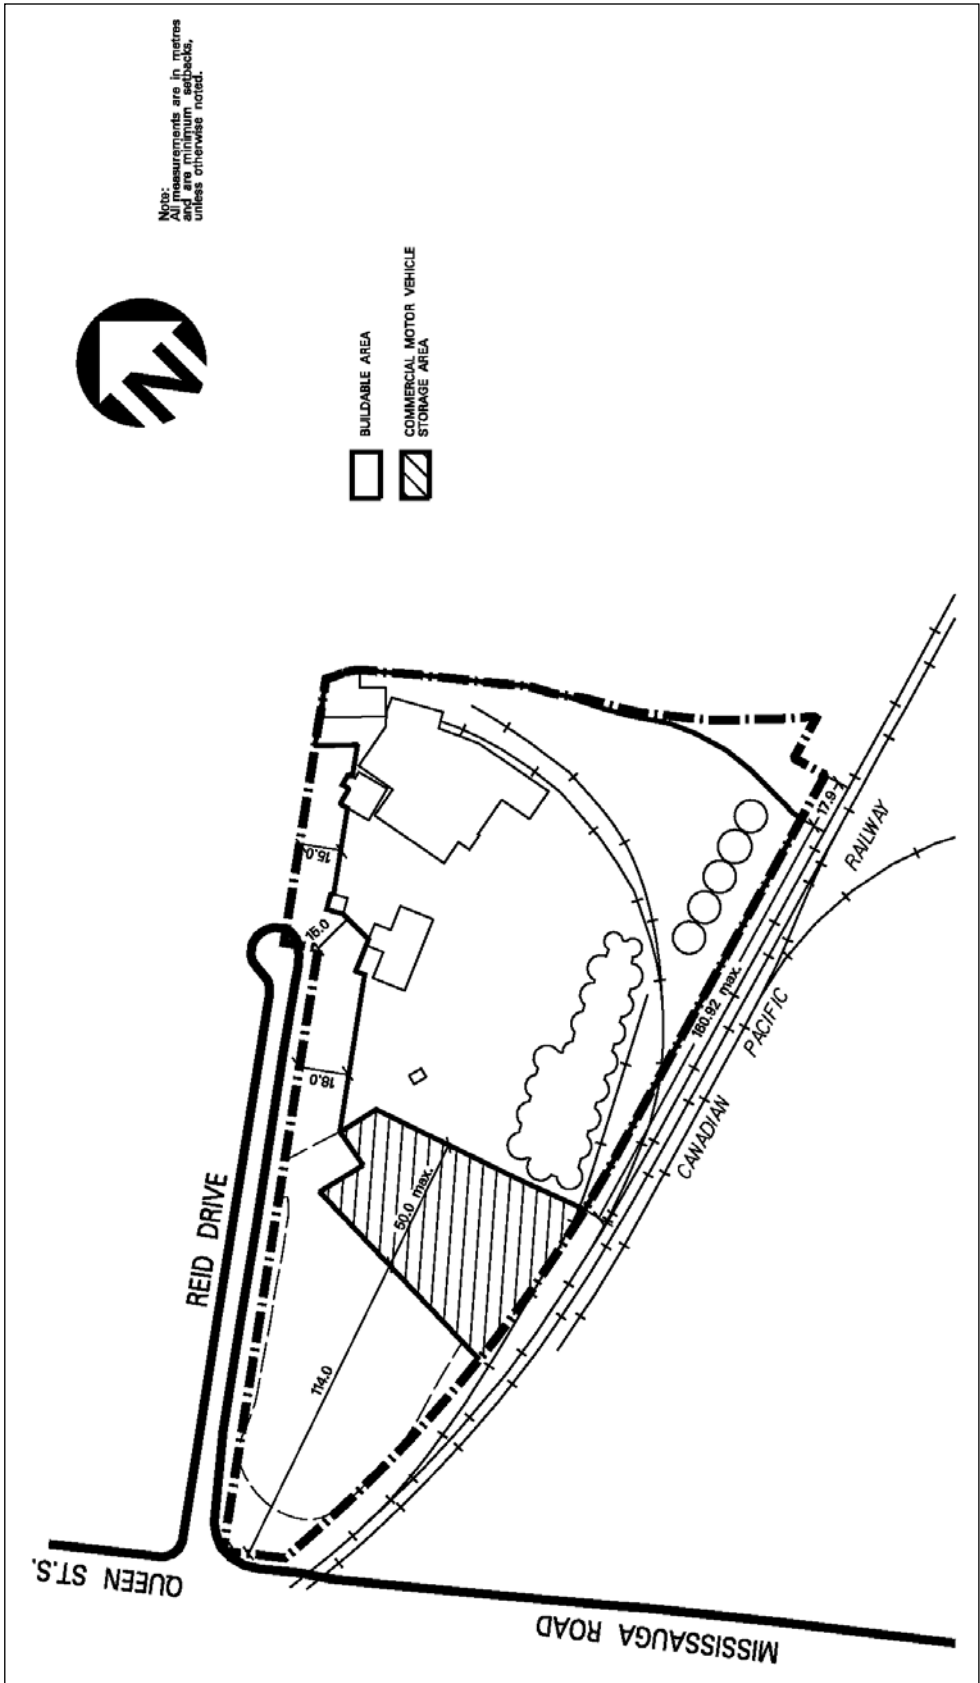 Note:
All measurements are in metres
and are minimum setbacks,
unless otherwise noted.
N
BUILDABLE AREA
COMMERCIAL MOTOR VEHICLE
STORAGE AREA
QUEEN ST.S.
REID DRIVE
MISSISSAUGA ROAD
114.0
50.0 max.
18.0
15.0
15.0
160.92 max.
17.9
CANADIAN PACIFIC RAILWAY